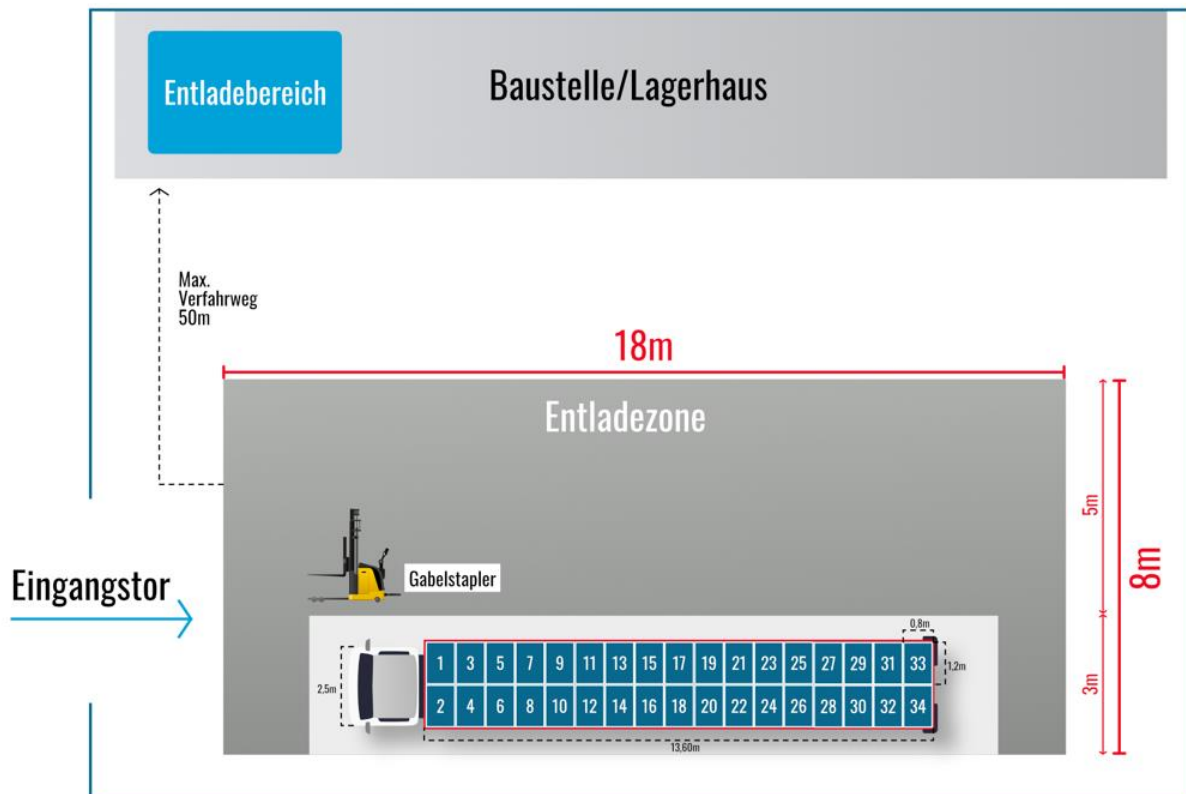 Entladebereich
Baustelle/Lagerhaus
Max.
Verfahrweg
50m
18m
Entladezone
5m
8m
Gabelstapler
Eingangstor
0,8m
2,5m
1 3 5 7 9 11 13 15 17 19 21 23 25 27 29 31 33
1,2m
3m
2 4 6 8 10 12 14 16 18 20 22 24 26 28 30 32 34
13,60m